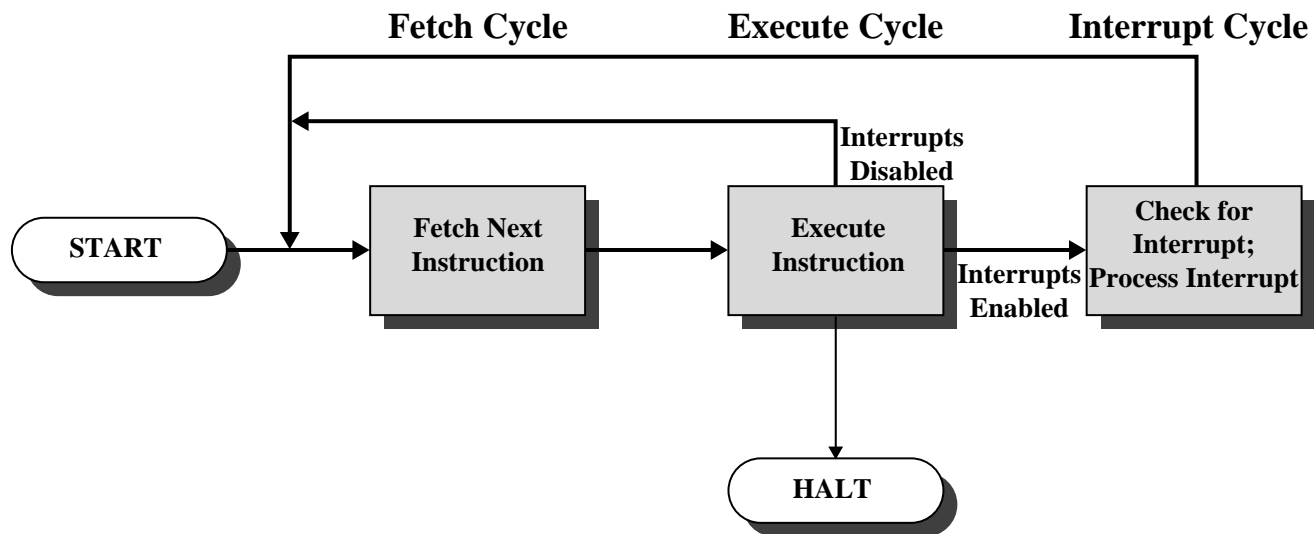 Fetch Cycle
Execute Cycle
Interrupt Cycle
Interrupts
Disabled
START
Fetch Next
Instruction
Execute
Instruction
Interrupts
Enabled
Check for
Interrupt;
Process Interrupt
HALT